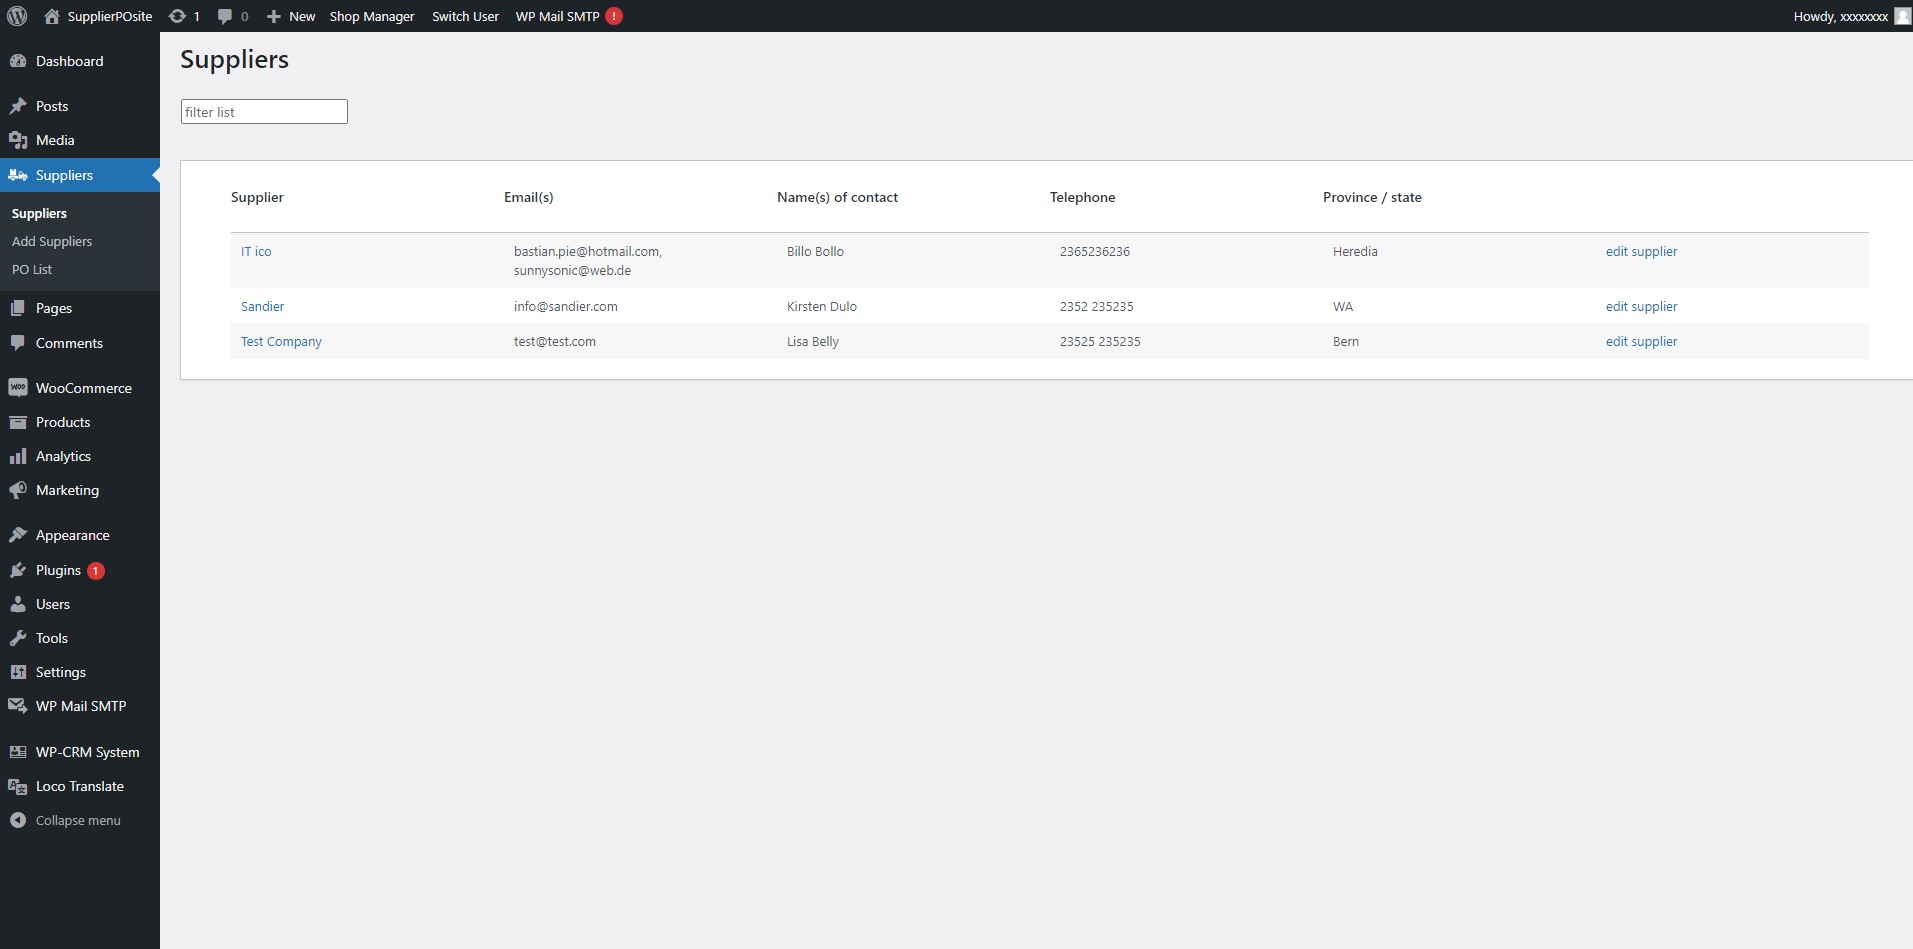 SupplierPOsite 1 0 New Shop Manager Switch User WP Mail SMTP ! Howdy, xxxxxxxx
Dashboard
Posts
Media
Suppliers
Suppliers
Add Suppliers
PO List
Pages
Comments
WooCommerce
Products
Analytics
Marketing
Appearance
Plugins 1
Users
Tools
Settings
WP Mail SMTP
WP-CRM System
Loco Translate
Collapse menu
Suppliers
filter list
Supplier Email(s) Name(s) of contact Telephone Province / state
IT ico bastian.pie@hotmail.com, Billo Bollo 2365236236 Heredia edit supplier
sunnysonic@web.de
Sandier info@sandier.com Kirsten Dulo 2352 235235 WA edit supplier
Test Company test@test.com Lisa Belly 23525 235235 Bern edit supplier